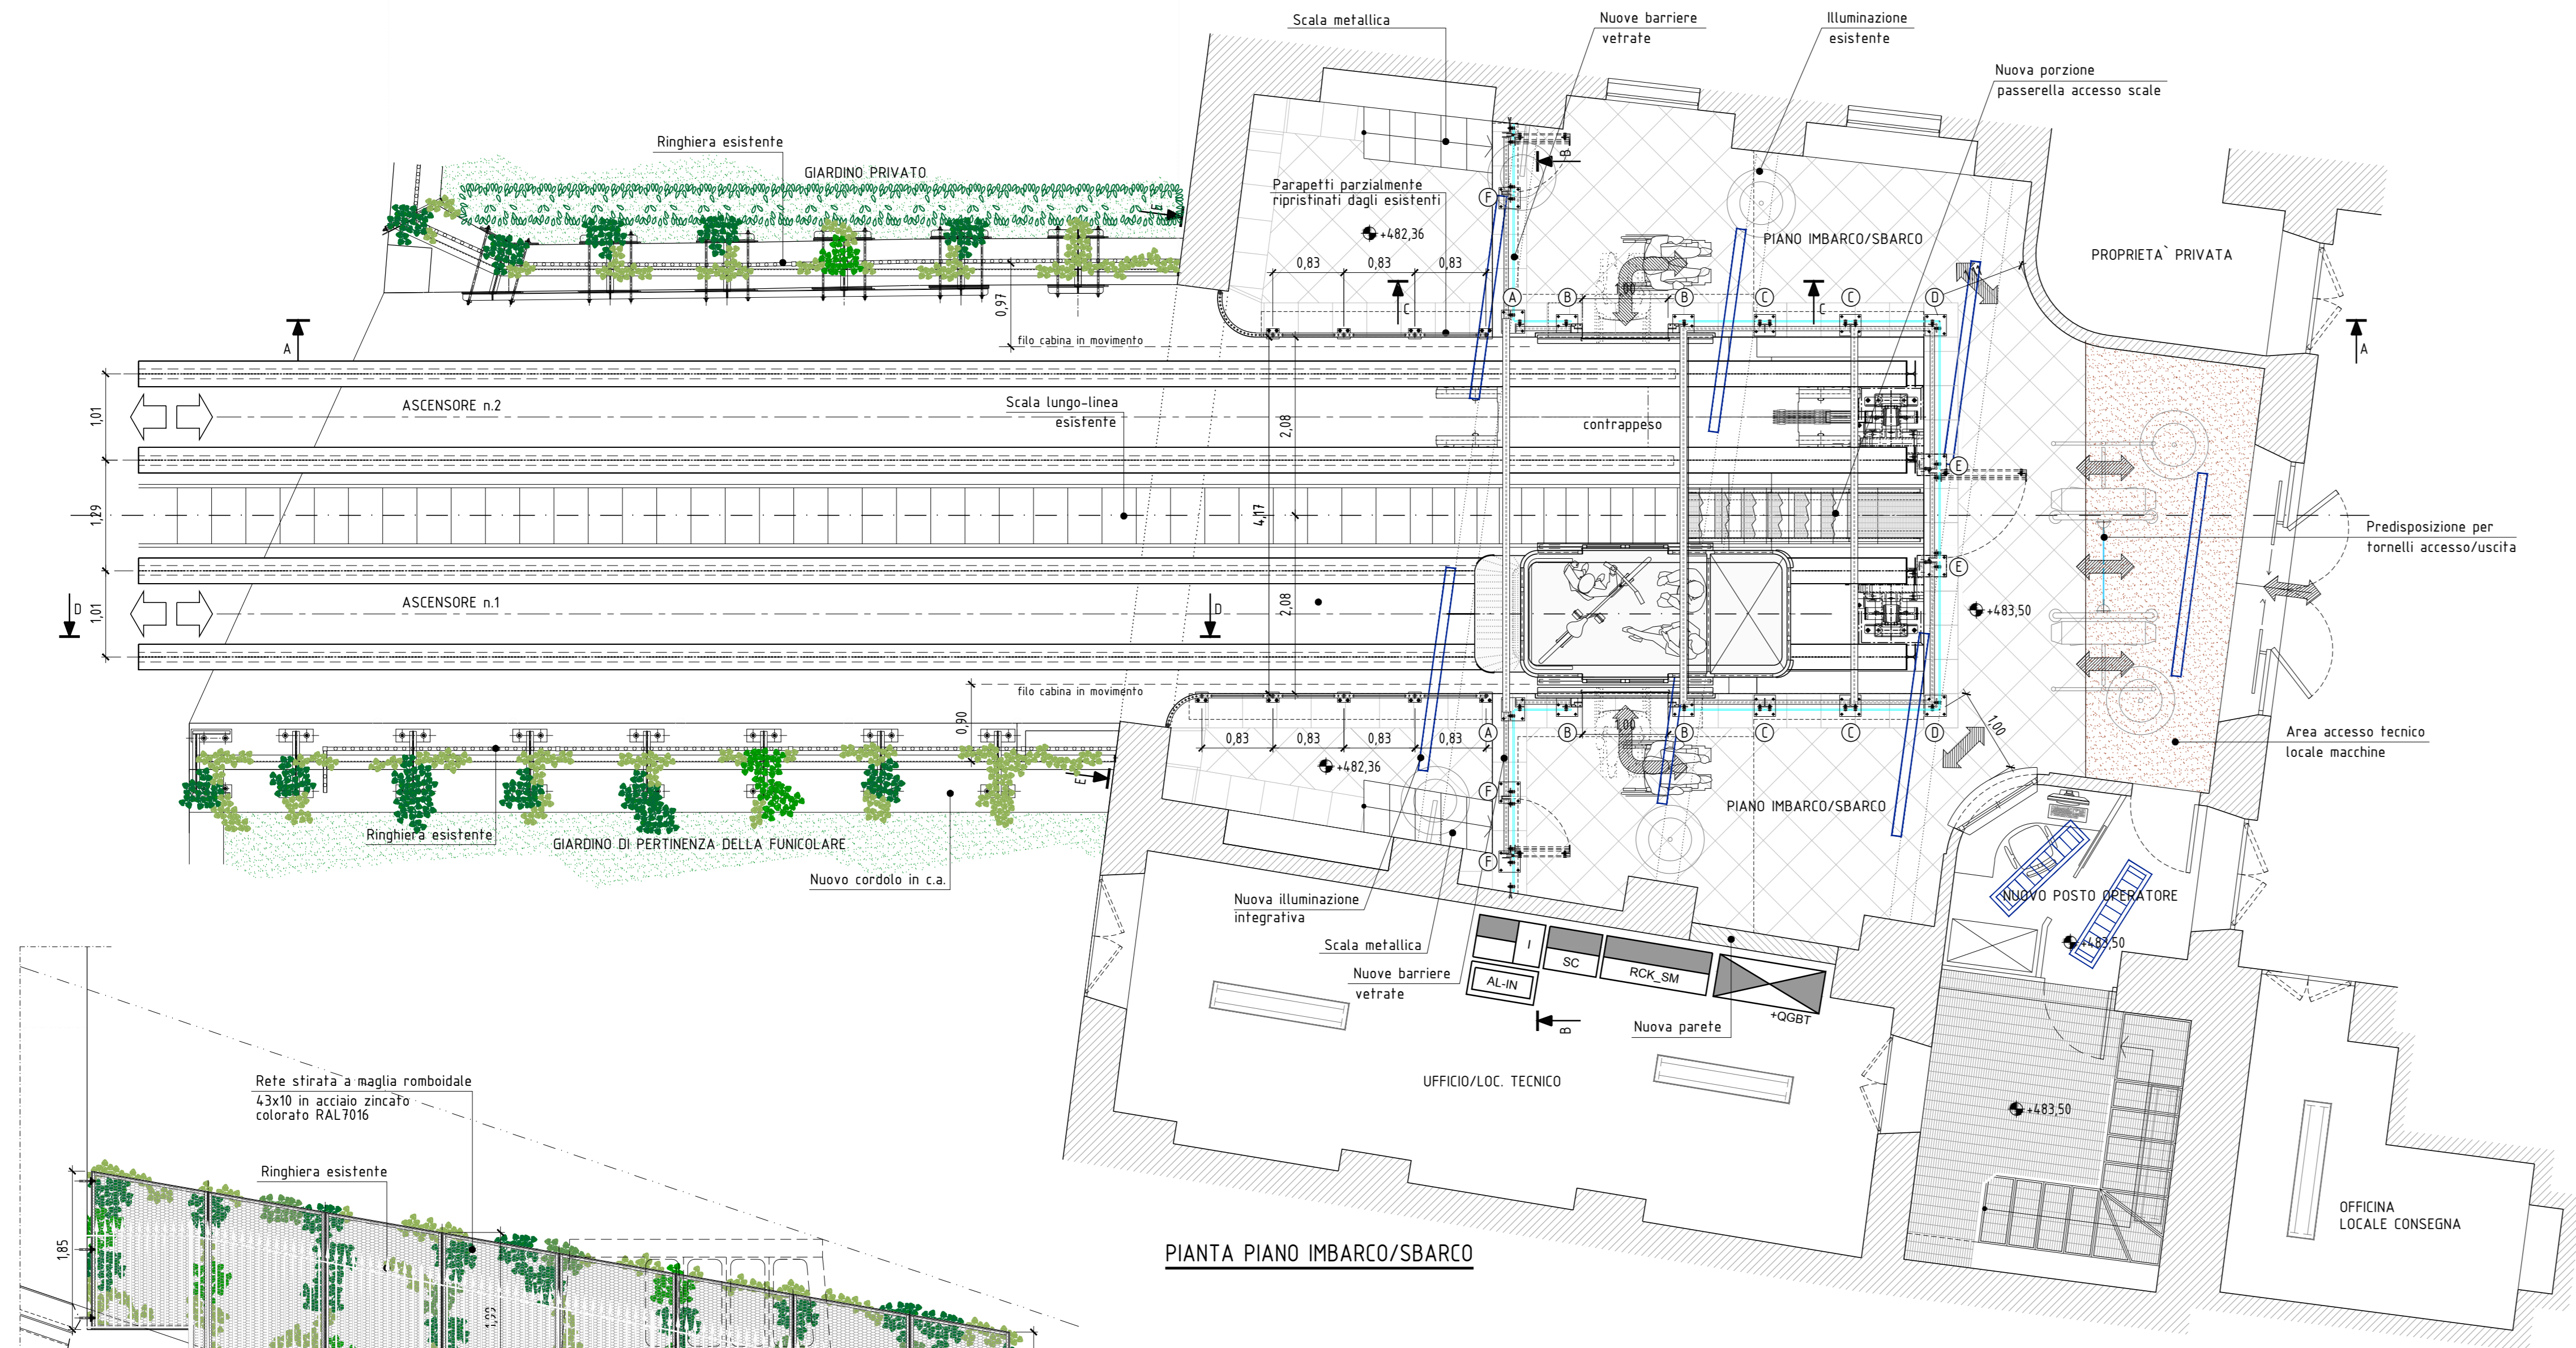 Scala metallica
Nuove barriere
vetrate
Illuminazione
esistente
Nuova porzione
passerella accesso scale
Ringhiera esistente
GIARDINO PRIVATO
E
Parapetti parzialmente
ripristinati dagli esistenti
+482,36
0,83
0,83
0,83
F
B
1,00
PIANO IMBARCO/SBARCO
PROPRIETA` PRIVATA
0,97
filo cabina in movimento
A
C
A
B
B
C
C
C
D
A
1,01
ASCENSORE n.2
Scala lungo-linea
esistente
2,08
contrappeso
E
1,29
4,17
Predisposizione per
tornelli accesso/uscita
E
1,01
ASCENSORE n.1
D
D
2,08
+483,50
filo cabina in movimento
0,90
0,83
0,83
0,83
0,83
A
B
1,00
B
C
C
D
1,00
Area accesso tecnico
locale macchine
+482,36
E
F
PIANO IMBARCO/SBARCO
Ringhiera esistente
GIARDINO DI PERTINENZA DELLA FUNICOLARE
Nuovo cordolo in c.a.
F
Nuova illuminazione
integrativa
Scala metallica
Nuove barriere
vetrate
NUOVO POSTO OPERATORE
+483,50
I
SC
RCK_SM
AL-IN
+QGBT
B
Nuova parete
UFFICIO/LOC. TECNICO
+483,50
Rete stirata a maglia romboidale
43x10 in acciaio zincato
colorato RAL7016
Ringhiera esistente
1,85
OFFICINA
LOCALE CONSEGNA
PIANTA PIANO IMBARCO/SBARCO